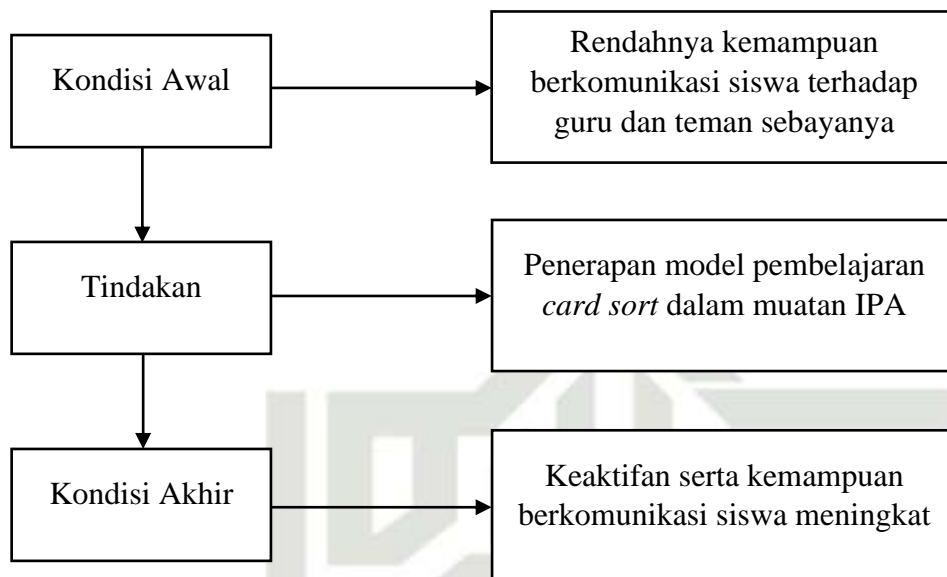 Kondisi Awal
Rendahnya kemampuan
berkomunikasi siswa terhadap
guru dan teman sebayanya
Tindakan
Penerapan model pembelajaran
card sort dalam muatan IPA
Kondisi Akhir
Keaktifan serta kemampuan
berkomunikasi siswa meningkat